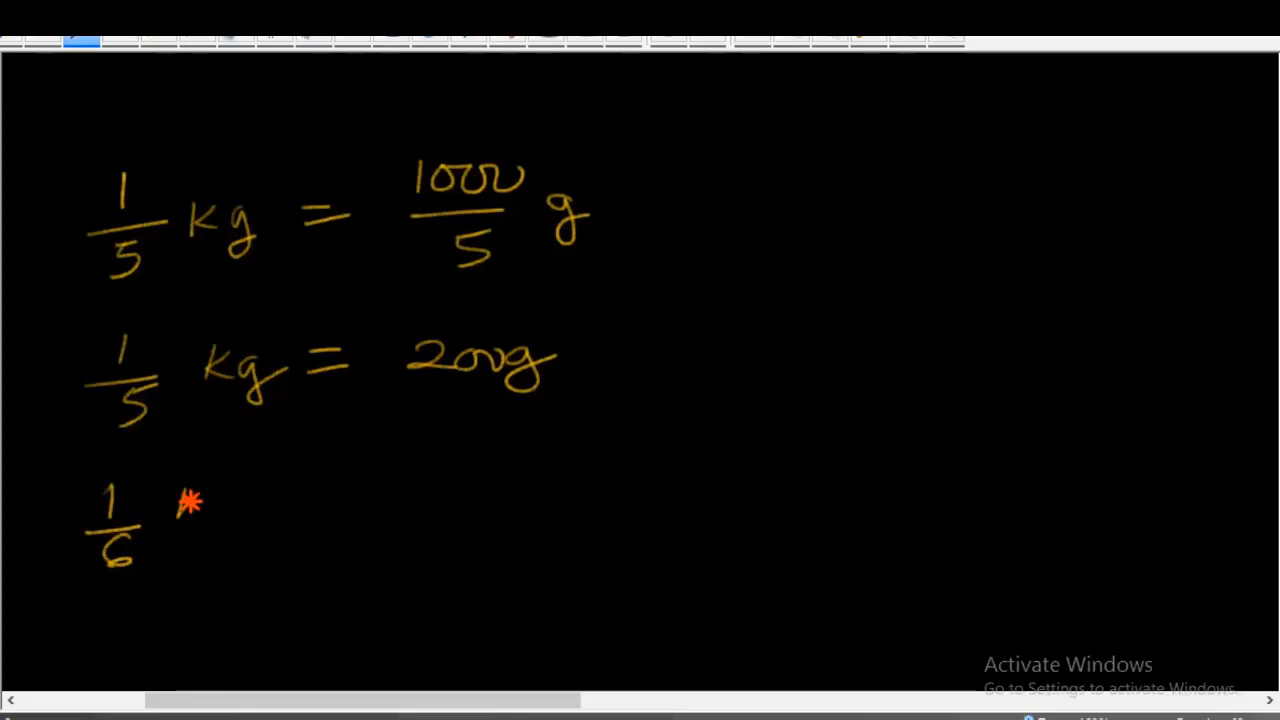 1/5 kg = 1000/5 g
1/5 kg = 200g
1/6
Activate Windows
Go to Settings to activate Windows.